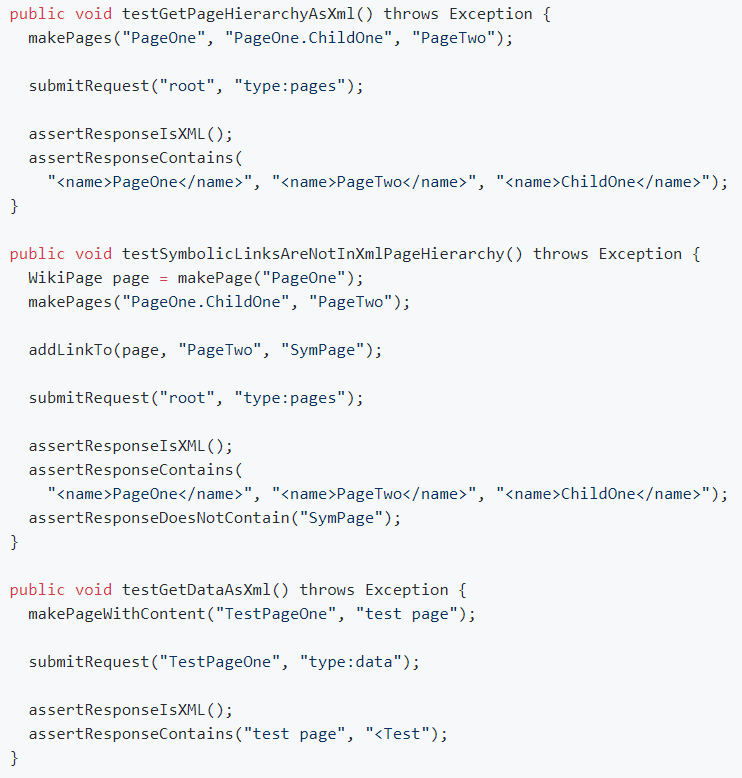 public void testGetPageHierarchyAsXml() throws Exception {
makePages("PageOne", "PageOne.ChildOne", "PageTwo");
submitRequest("root", "type:pages");
assertResponseIsXML();
assertResponseContains(
"<name>PageOne</name>", "<name>PageTwo</name>", "<name>ChildOne</name>");
}
public void testSymbolicLinksAreNotInXmlPageHierarchy() throws Exception {
WikiPage page = makePage("PageOne");
makePages("PageOne.ChildOne", "PageTwo");
addLinkTo(page, "PageTwo", "SymPage");
submitRequest("root", "type:pages");
assertResponseIsXML();
assertResponseContains(
"<name>PageOne</name>", "<name>PageTwo</name>", "<name>ChildOne</name>");
assertResponseDoesNotContain("SymPage");
}
public void testGetDataAsXml() throws Exception {
makePageWithContent("TestPageOne", "test page");
submitRequest("TestPageOne", "type:data");
assertResponseIsXML();
assertResponseContains("test page", "<Test");
}